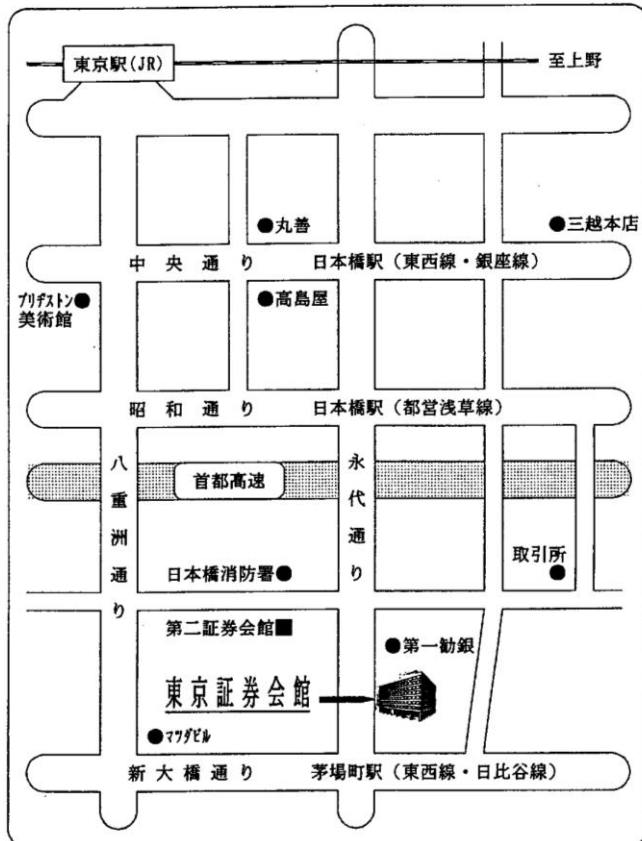 東京駅(JR)
至上野
●丸善
●三越本店
中央通り
日本橋駅（東西線・銀座線）
ブリヂストン●
美術館
●高島屋
昭和通り
日本橋駅（都営浅草線）
八重洲通り
首都高速
永代通り
取引所
日本橋消防署●
第二証券会館■
●第一勧銀
東京証券会館
●マツダビル
新大橋通り
茅場町駅（東西線・日比谷線）